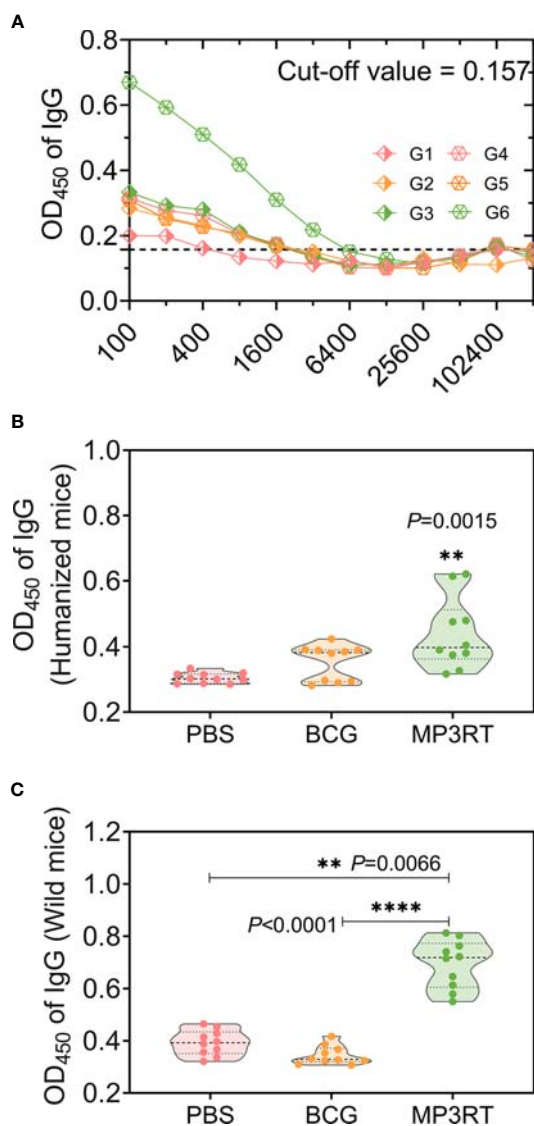 A
OD450 of IgG
0.8
0.6
0.4
0.2
0.0
Cut-off value = 0.157
G1 G4
G2 G5
G3 G6
100 400 1600 6400 25600 102400
B
OD450 of IgG
(Humanized mice)
1.0
0.8
0.6
0.4
0.2
P=0.0015
**
PBS BCG MP3RT
C
OD450 of IgG (Wild mice)
1.2
1.0
0.8
0.6
0.4
0.2
** P=0.0066
P<0.0001 ****
PBS BCG MP3RT